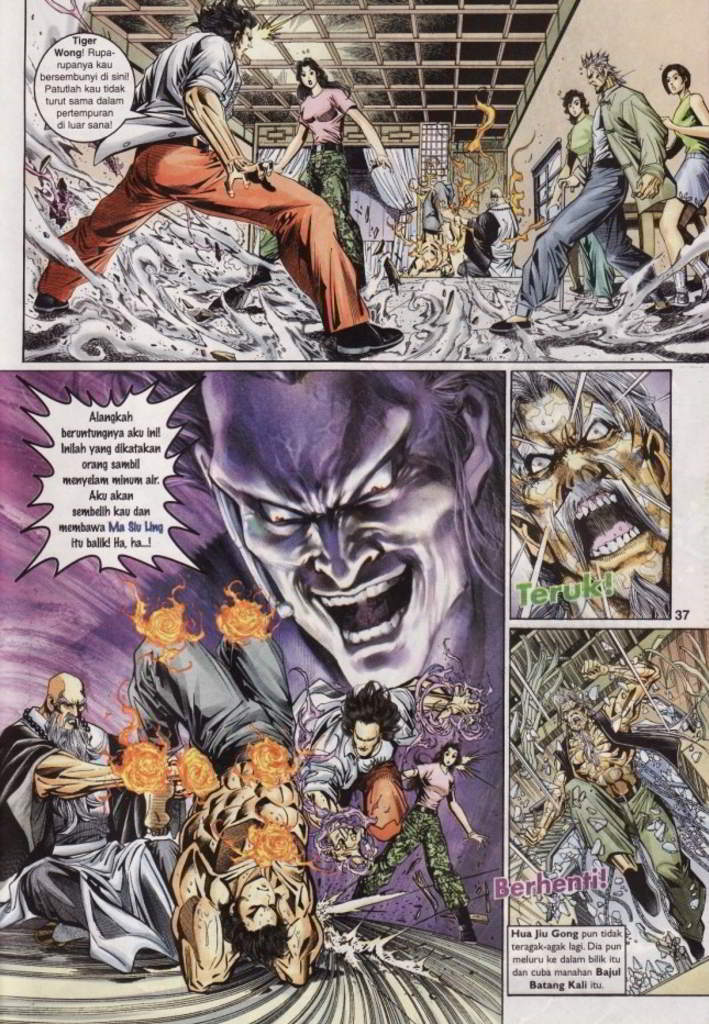 Tiger
Wong! Rupa-
rupanya kau
bersembunyi di sini!
Patutlah kau tidak
turut sama dalam
pertempuran
di luar sana!
Alangkah
beruntungnya aku ini!
Inilah yang dikatakan
orang sambil
menyelam minum air.
Aku akan
sembelih kau dan
membawa Ma Siu Ling
itu balik! Ha, ha...!
Teruk!
37
Berhenti!
Hua Jiu Gong pun tidak
teragak-agak lagi. Dia pun
meluru ke dalam bilik itu
dan cuba manahan Bajul
Batang Kali itu.